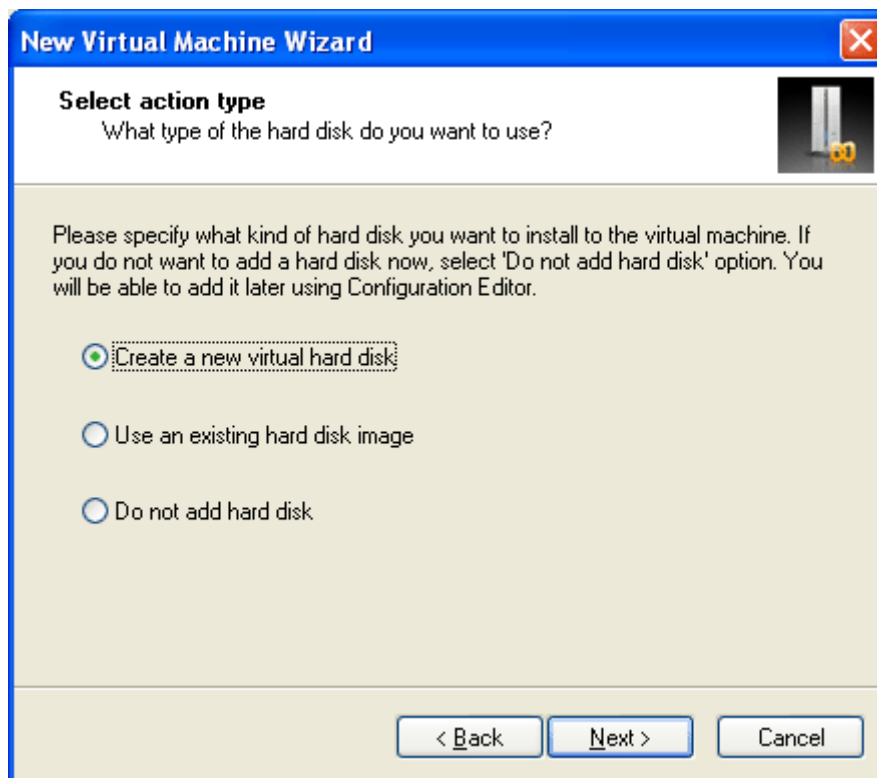 New Virtual Machine Wizard
Select action type
What type of the hard disk do you want to use?
Please specify what kind of hard disk you want to install to the virtual machine. If
you do not want to add a hard disk now, select 'Do not add hard disk' option. You
will be able to add it later using Configuration Editor.
Create a new virtual hard disk
Use an existing hard disk image
Do not add hard disk
< Back
Next >
Cancel